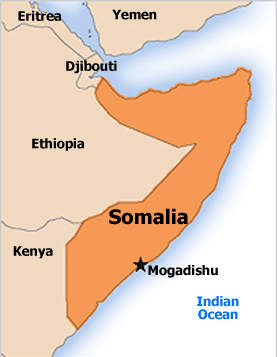 Eritrea
Yemen
Djibouti
Ethiopia
Somalia
Kenya
Mogadishu
Indian
Ocean